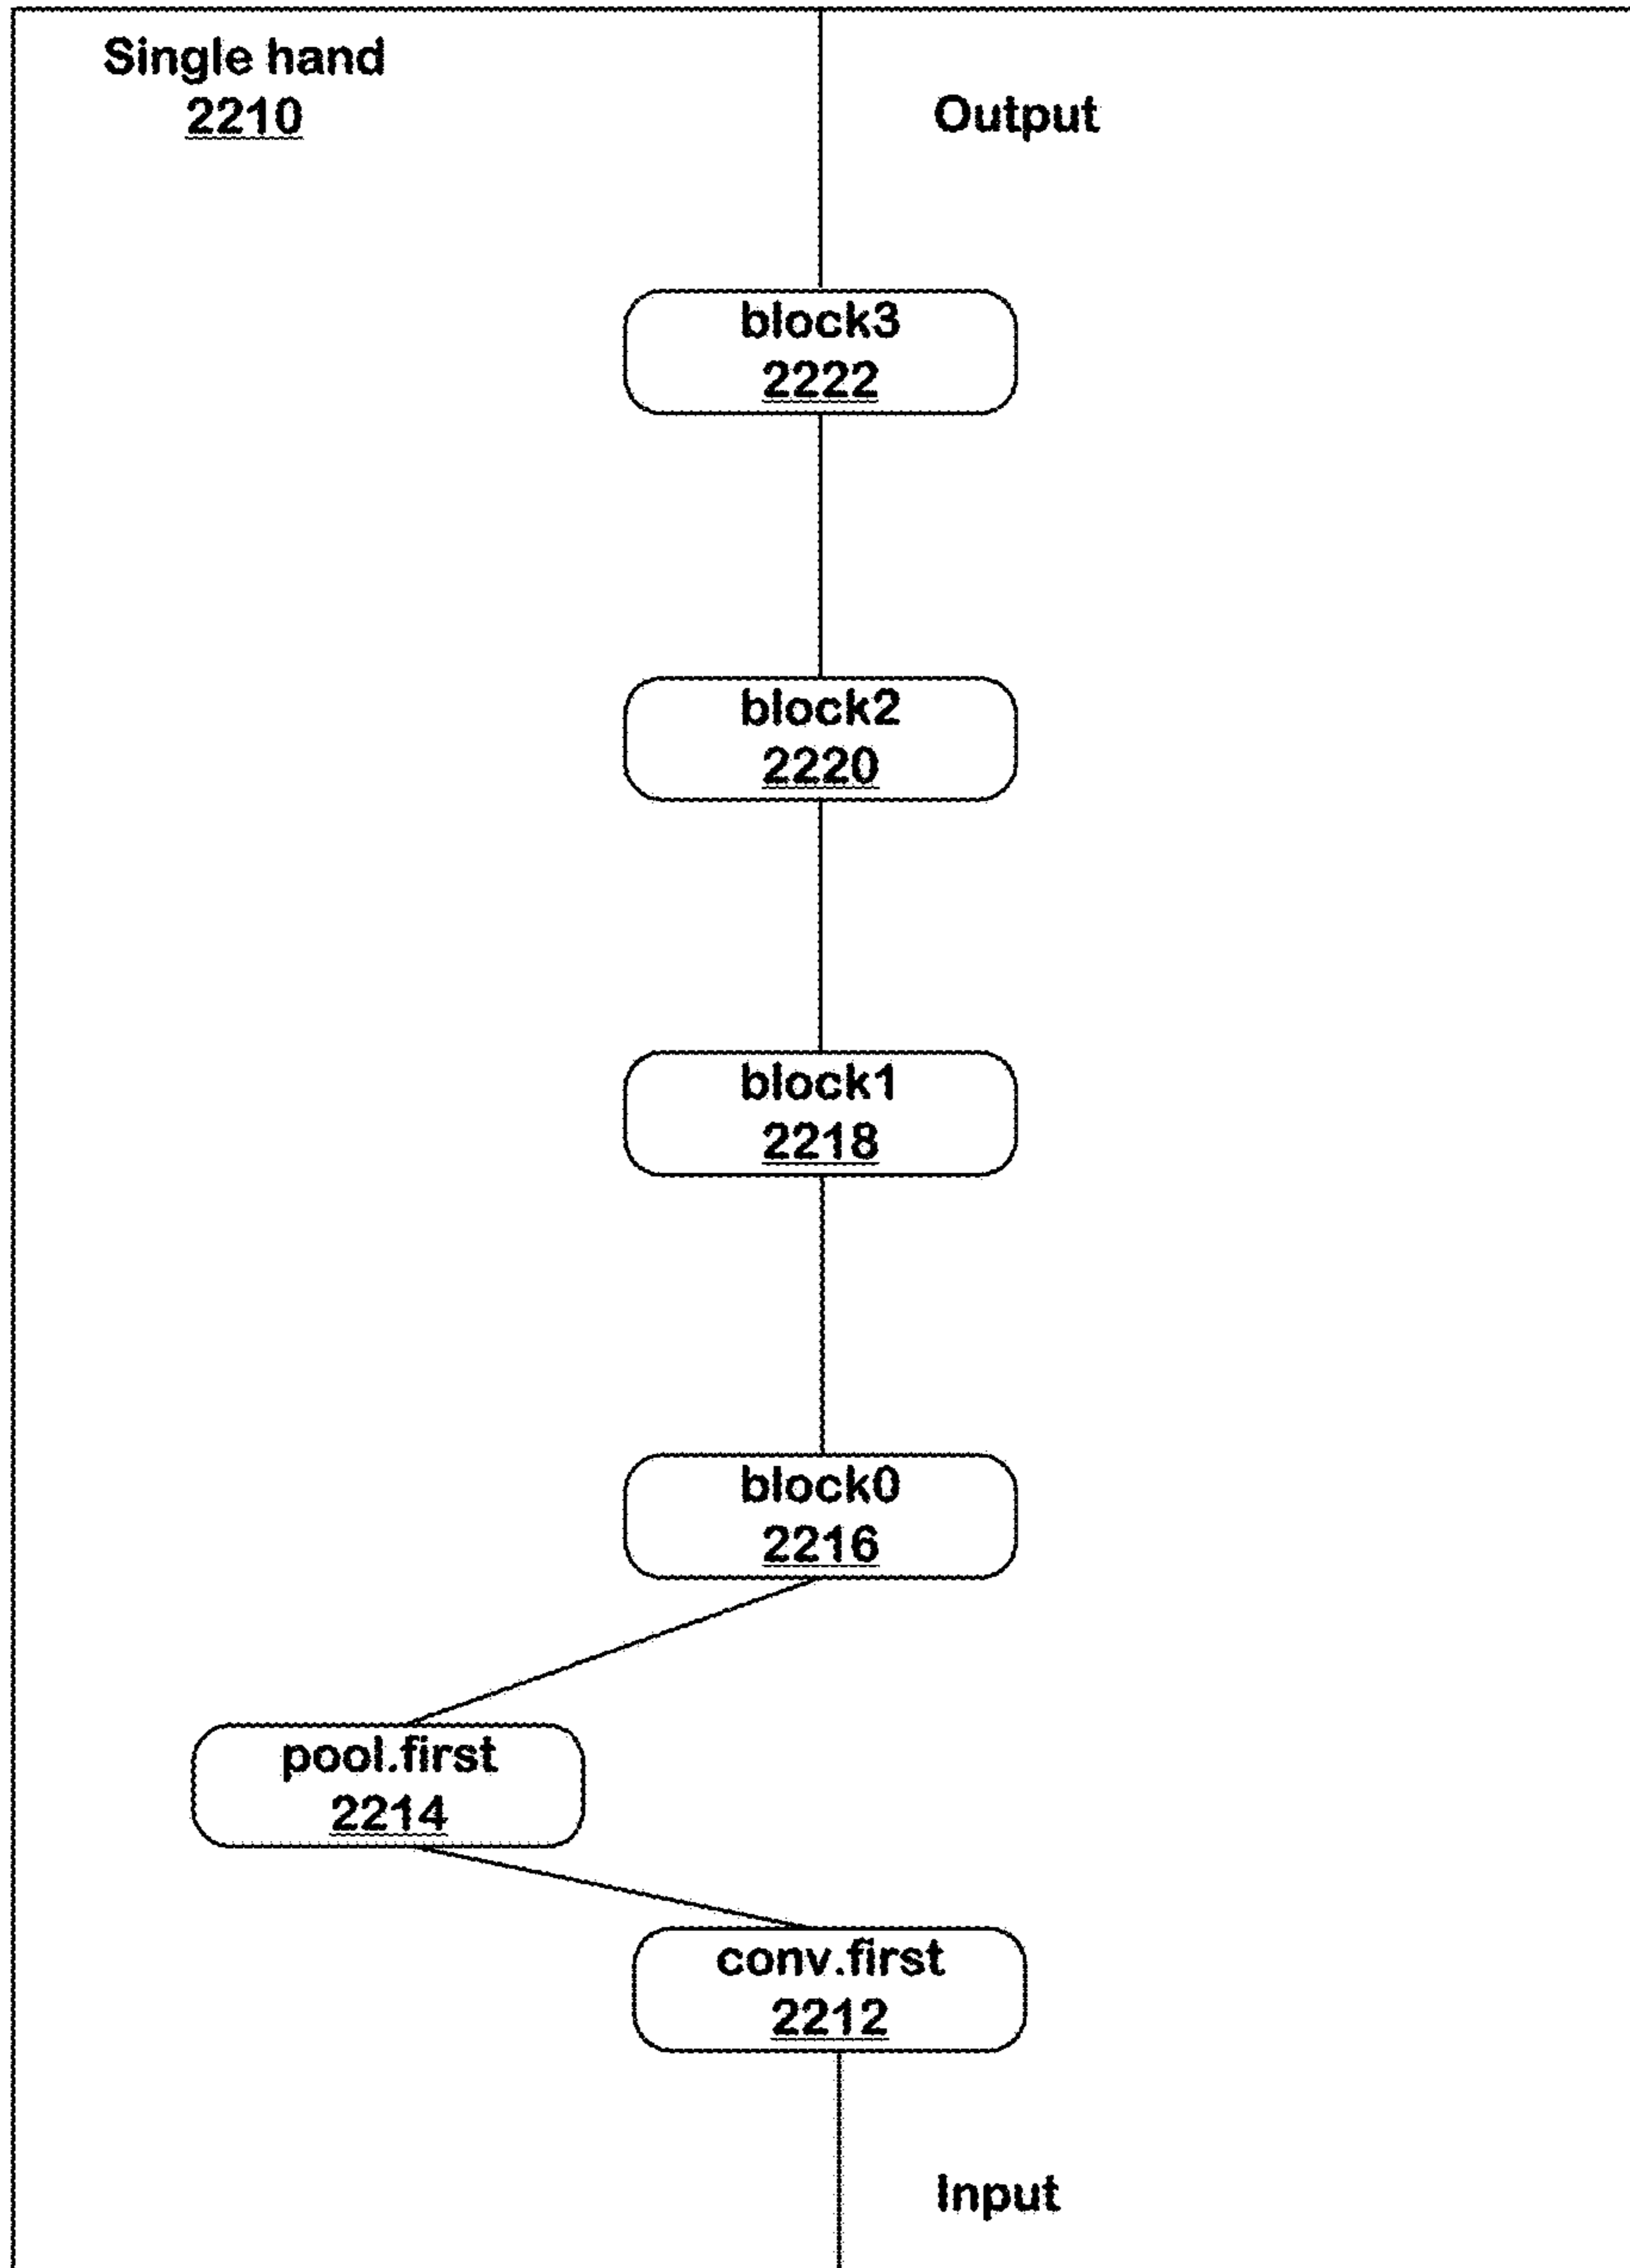 Single hand
2210
Output
block3
2222
block2
2220
block1
2218
block0
2216
pool.first
2214
conv.first
2212
Input